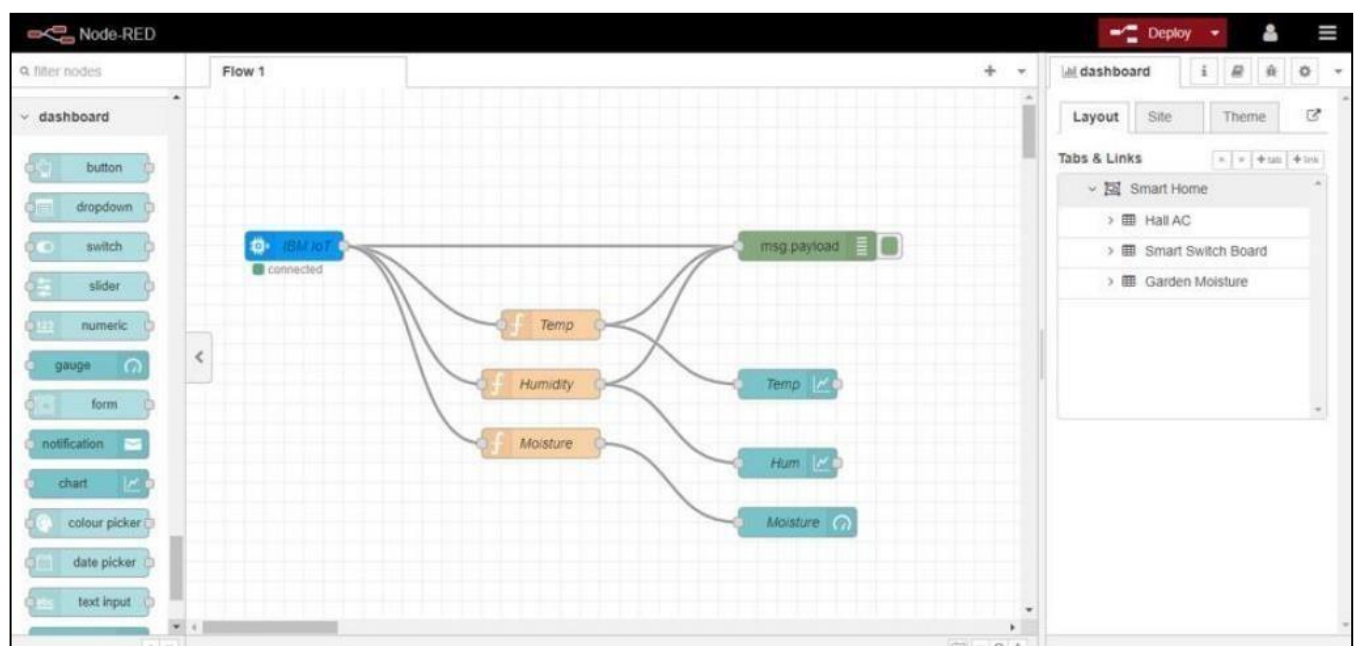 Node-RED
Deploy
filter nodes
Flow 1
dashboard
i
dashboard
Layout
Site
Theme
Tabs & Links
+ tab
+ link
button
dropdown
switch
slider
numeric
gauge
form
notification
chart
colour picker
date picker
text input
IBM IoT
connected
msg.payload
Temp
Humidity
Moisture
Temp
Hum
Moisture
Smart Home
Hall AC
Smart Switch Board
Garden Moisture